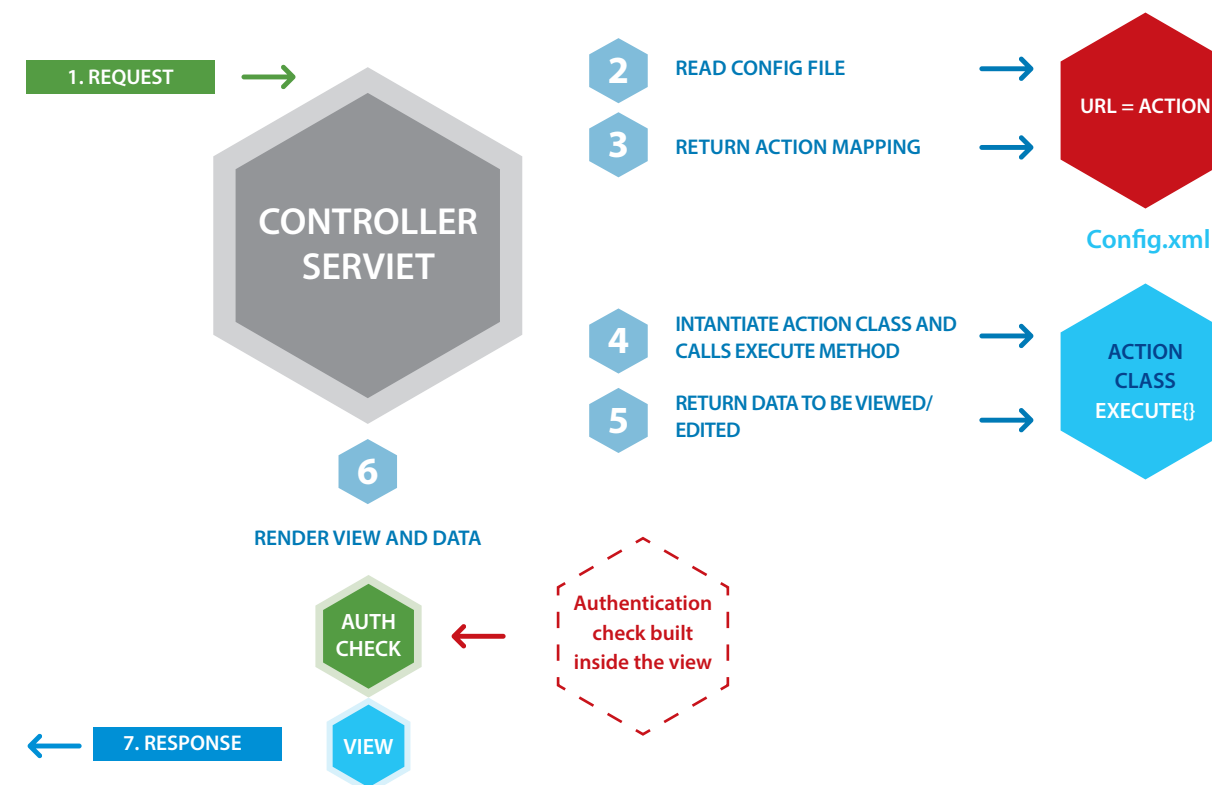 1. REQUEST
CONTROLLER
SERVIET
2
READ CONFIG FILE
3
RETURN ACTION MAPPING
URL = ACTION
Config.xml
4
INTANTIATE ACTION CLASS AND
CALLS EXECUTE METHOD
5
RETURN DATA TO BE VIEWED/
EDITED
ACTION
CLASS
EXECUTE{}
6
RENDER VIEW AND DATA
AUTH
CHECK
Authentication
check built
inside the view
7. RESPONSE
VIEW